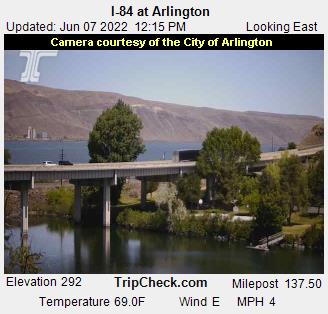 I-84 at Arlington
Updated: Jun 07 2022 12:15 PM Looking East
Camera courtesy of the City of Arlington
Elevation 292 TripCheck.com Milepost 137.50
Temperature 69.0F Wind E MPH 4